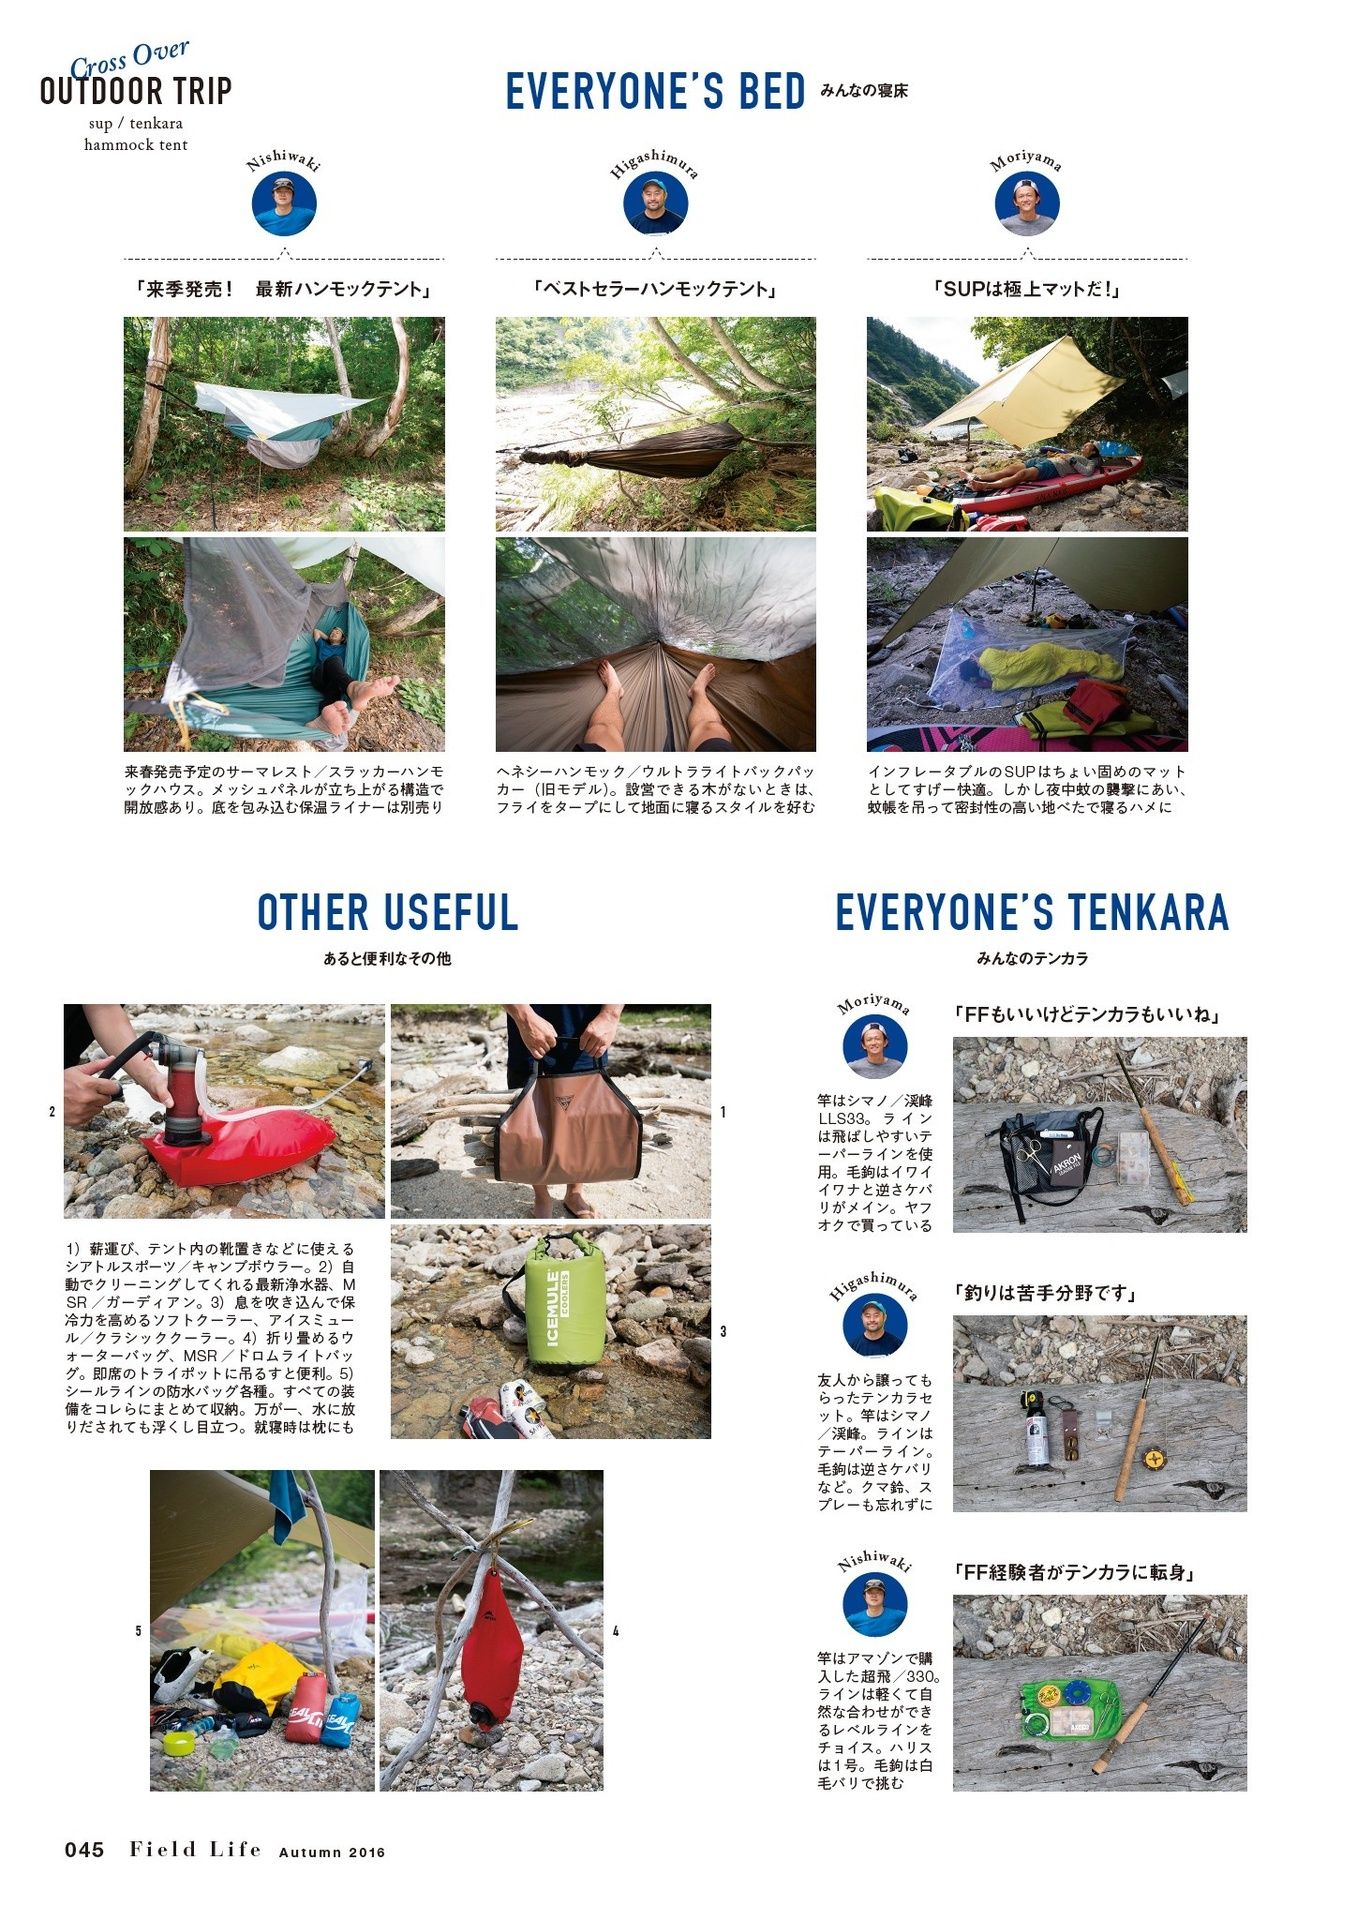 Cross Over
OUTDOOR TRIP
sup / tenkara
hammock tent
EVERYONE'S BED
みんなの寝床
Nishiwaki
「来季発売！　最新ハンモックテント」
来春発売予定のサーマレスト／スラッカーハンモ
ックハウス。メッシュパネルが立ち上がる構造で
開放感あり。底を包み込む保温ライナーは別売り
Higashimura
「ベストセラーハンモックテント」
ヘネシーハンモック／ウルトラライトバックパッ
カー（旧モデル）。設営できる木がないときは、
フライをタープにして地面に寝るスタイルを好む
Moriyama
「SUPは極上マットだ！」
インフレータブルのSUPはちょい固めのマット
としてすげー快適。しかし夜中蚊の襲撃にあい、
蚊帳を吊って密封性の高い地べたで寝るハメに
OTHER USEFUL
あると便利なその他
2
1
ICEMULE
COOLERS
3
1）薪運び、テント内の靴置きなどに使える
シアトルスポーツ／キャンプボウラー。2）自
動でクリーニングしてくれる最新浄水器、M
SR／ガーディアン。3）息を吹き込んで保
冷力を高めるソフトクーラー、アイスミュー
ル／クラシッククーラー。4）折り畳めるウ
ォーターバッグ、MSR／ドロムライトバッ
グ。即席のトライポットに吊るすと便利。5）
シールラインの防水バッグ各種。すべての装
備をコレらにまとめて収納。万が一、水に放
りだされても浮くし目立つ。就寝時は枕にも
5
4
EVERYONE'S TENKARA
みんなのテンカラ
Moriyama
「FFもいいけどテンカラもいいね」
竿はシマノ／渓峰
LLS33。ライン
は飛ばしやすいテ
ーパーラインを使
用。毛鉤はイワイ
イワナと逆さケバ
リがメイン。ヤフ
オクで買っている
AKRON
Higashimura
「釣りは苦手分野です」
友人から譲っても
らったテンカラセ
ット。竿はシマノ
／渓峰。ラインは
テーパーライン。
毛鉤は逆さケバリ
など。クマ鈴、ス
プレーも忘れずに
Nishiwaki
「FF経験者がテンカラに転身」
竿はアマゾンで購
入した超飛／330。
ラインは軽くて自
然な合わせができ
るレベルラインを
チョイス。ハリス
は1号。毛鉤は白
毛バリで挑む
045 Field Life Autumn 2016